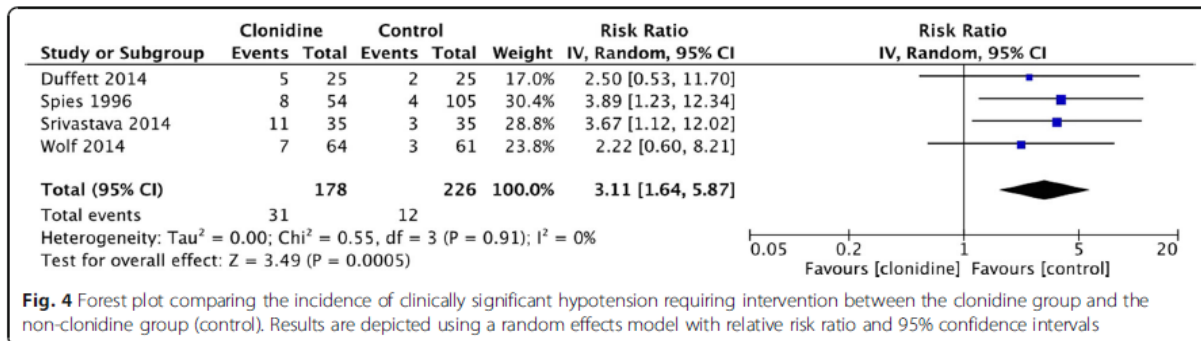 Clonidine Control Risk Ratio Risk Ratio
Study or Subgroup Events Total Events Total Weight IV, Random, 95% CI IV, Random, 95% CI
Duffett 2014 5 25 2 25 17.0% 2.50 [0.53, 11.70]
Spies 1996 8 54 4 105 30.4% 3.89 [1.23, 12.34]
Srivastava 2014 11 35 3 35 28.8% 3.67 [1.12, 12.02]
Wolf 2014 7 64 3 61 23.8% 2.22 [0.60, 8.21]
Total (95% CI) 178 226 100.0% 3.11 [1.64, 5.87]
Total events 31 12
Heterogeneity: Tau² = 0.00; Chi² = 0.55, df = 3 (P = 0.91); I² = 0%
Test for overall effect: Z = 3.49 (P = 0.0005)
0.05 0.2 1 5 20
Favours [clonidine] Favours [control]
Fig. 4 Forest plot comparing the incidence of clinically significant hypotension requiring intervention between the clonidine group and the
non-clonidine group (control). Results are depicted using a random effects model with relative risk ratio and 95% confidence intervals